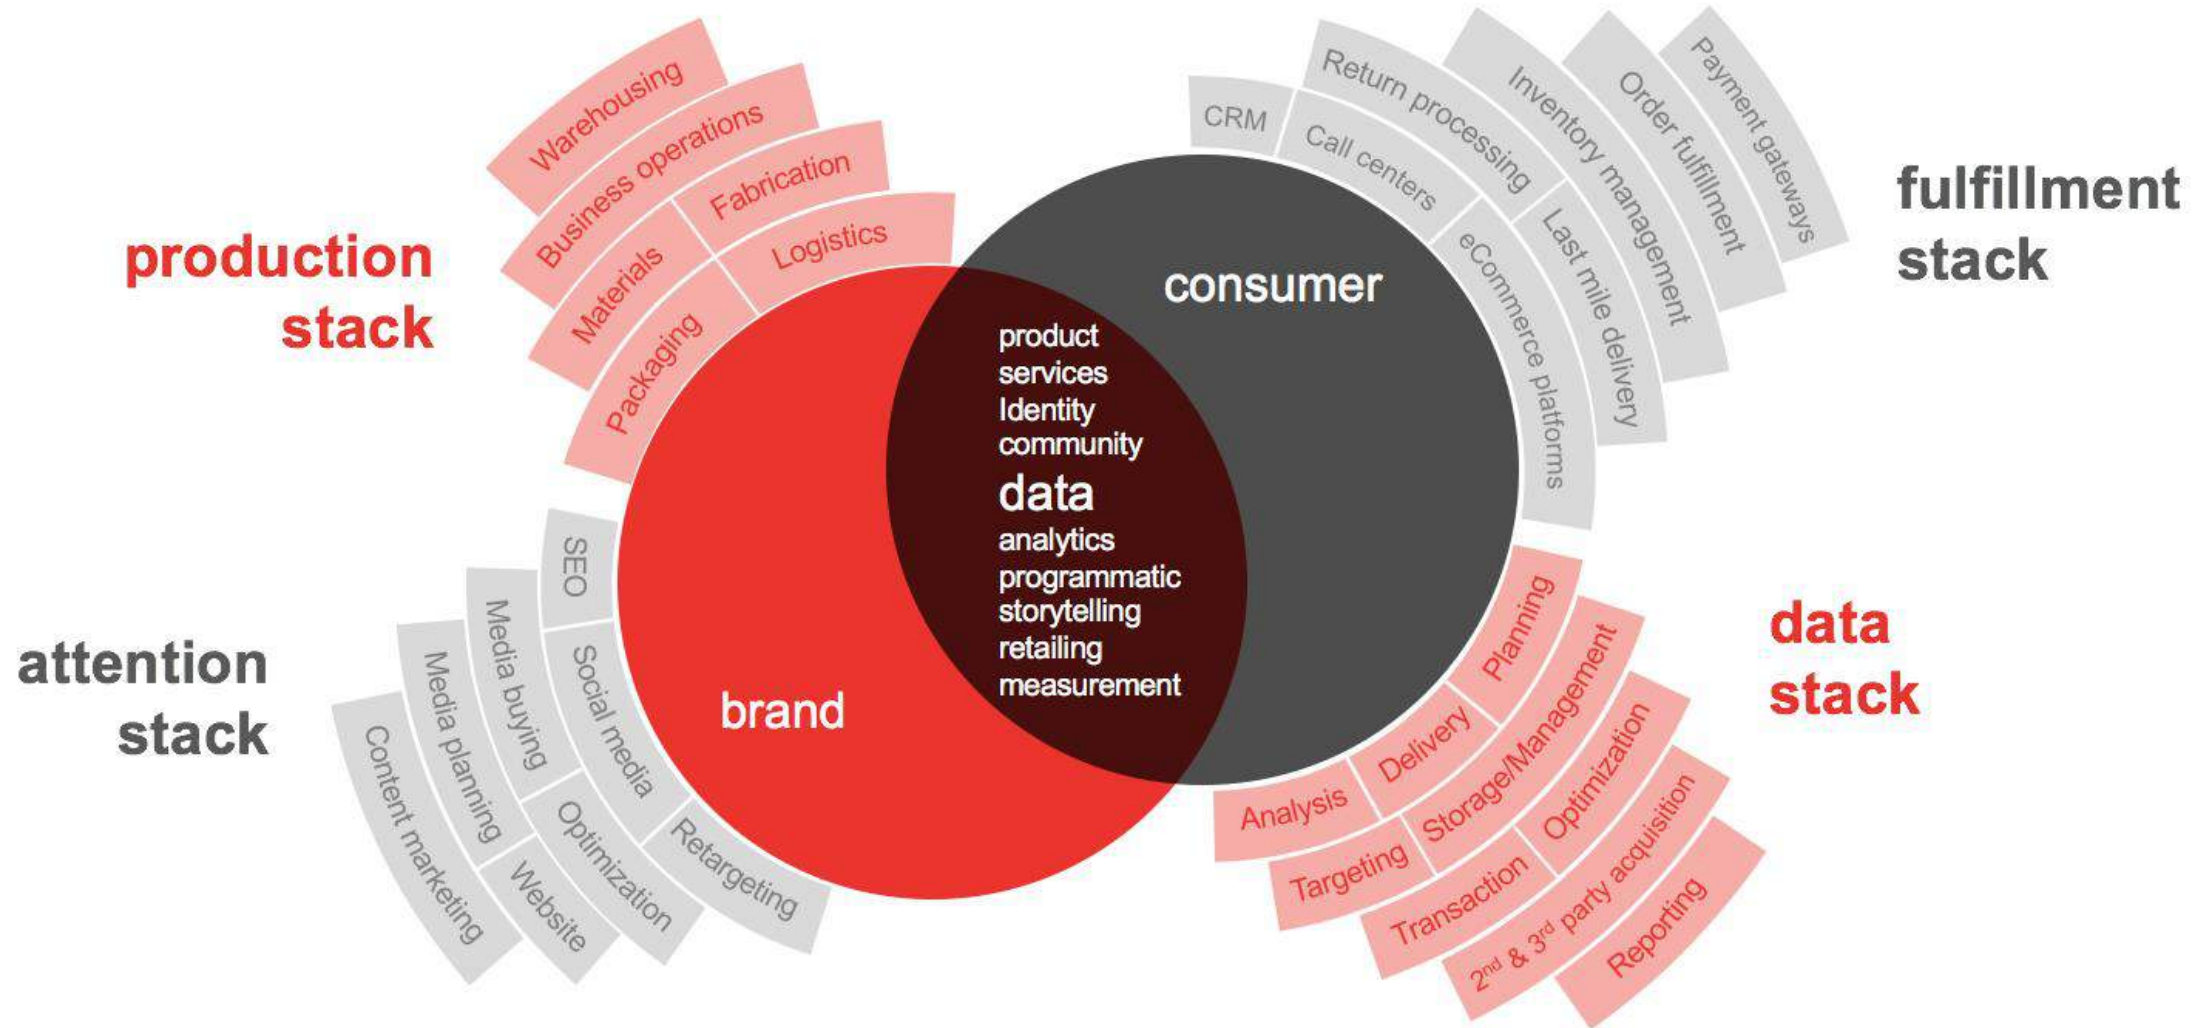 production
stack
Warehousing
Business operations
Fabrication
Materials
Logistics
Packaging
attention
stack
SEO
Media buying
Social media
Media planning
Content marketing
Retargeting
Optimization
Website
brand
consumer
product
services
Identity
community
data
analytics
programmatic
storytelling
retailing
measurement
fulfillment
stack
CRM
Call centers
Return processing
Inventory management
Order fulfillment
Payment gateways
eCommerce platforms
Last mile delivery
data
stack
Planning
Delivery
Analysis
Storage/Management
Targeting
Optimization
Transaction
2nd & 3rd party acquisition
Reporting